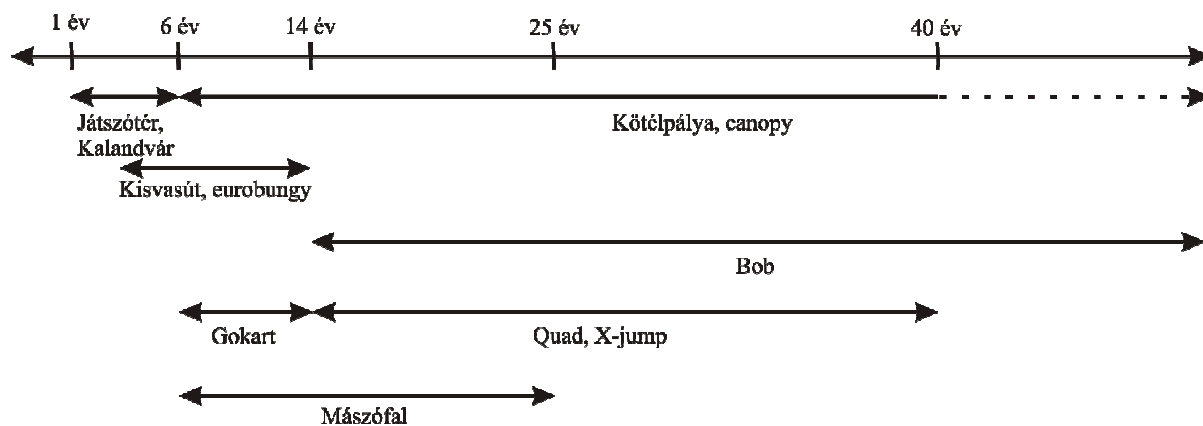 1 év 6 év 14 év 25 év 40 év
Játszótér,
Kalandvár
Kötélpálya, canopy
Kisvasút, eurobungy
Bob
Gokart
Quad, X-jump
Mászófal